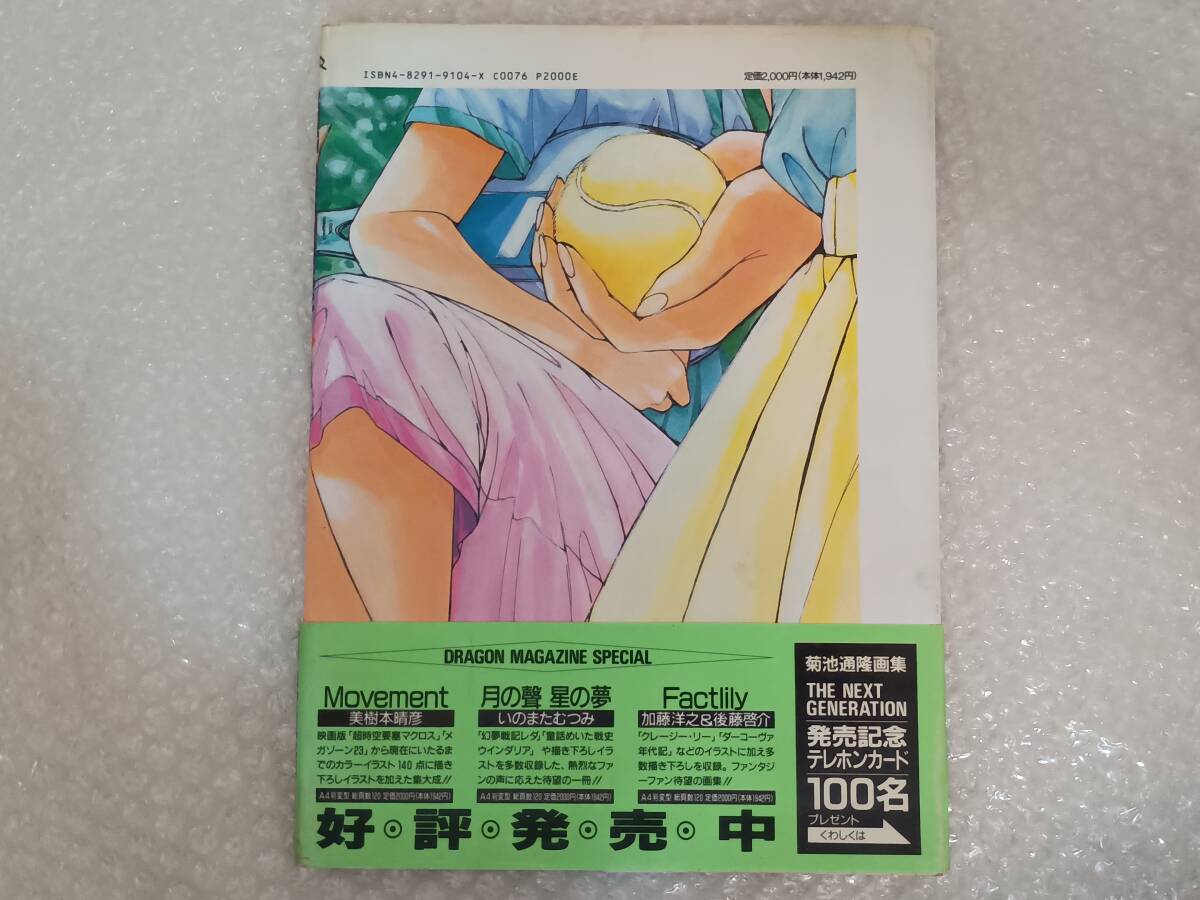 ISBN4-8291-9104-X C0076 P2000E
定価2,000円(本体1,942円)
DRAGON MAGAZINE SPECIAL
Movement
美樹本晴彦
映画版「超時空要塞マクロス」「メ
ガゾーン23」から現在にいたるま
でのカラーイラスト140点に描き
下ろしイラストを加えた集大成!!
A4判変型 総頁数120 定価2000円(本体1942円)
月の聲 星の夢
いのまたむつみ
「幻夢戦記レダ」「童話めいた戦史
ウインダリア」や描き下ろしイラ
ストを多数収録した、熱烈なファ
ンの声に応えた待望の一冊!!
A4判変型 総頁数120 定価2000円(本体1942円)
Factlily
加藤洋之&後藤啓介
「クレージー・リー」「ダーコーヴァ
年代記」などのイラストに加え多
数描き下ろしを収録。ファンタジ
ーファン待望の画集!!
A4判変型 総頁数120 定価2000円(本体1942円)
好・評・発・売・中
菊池通隆画集
THE NEXT
GENERATION
発売記念
テレホンカード
100名
プレゼント
くわしくは